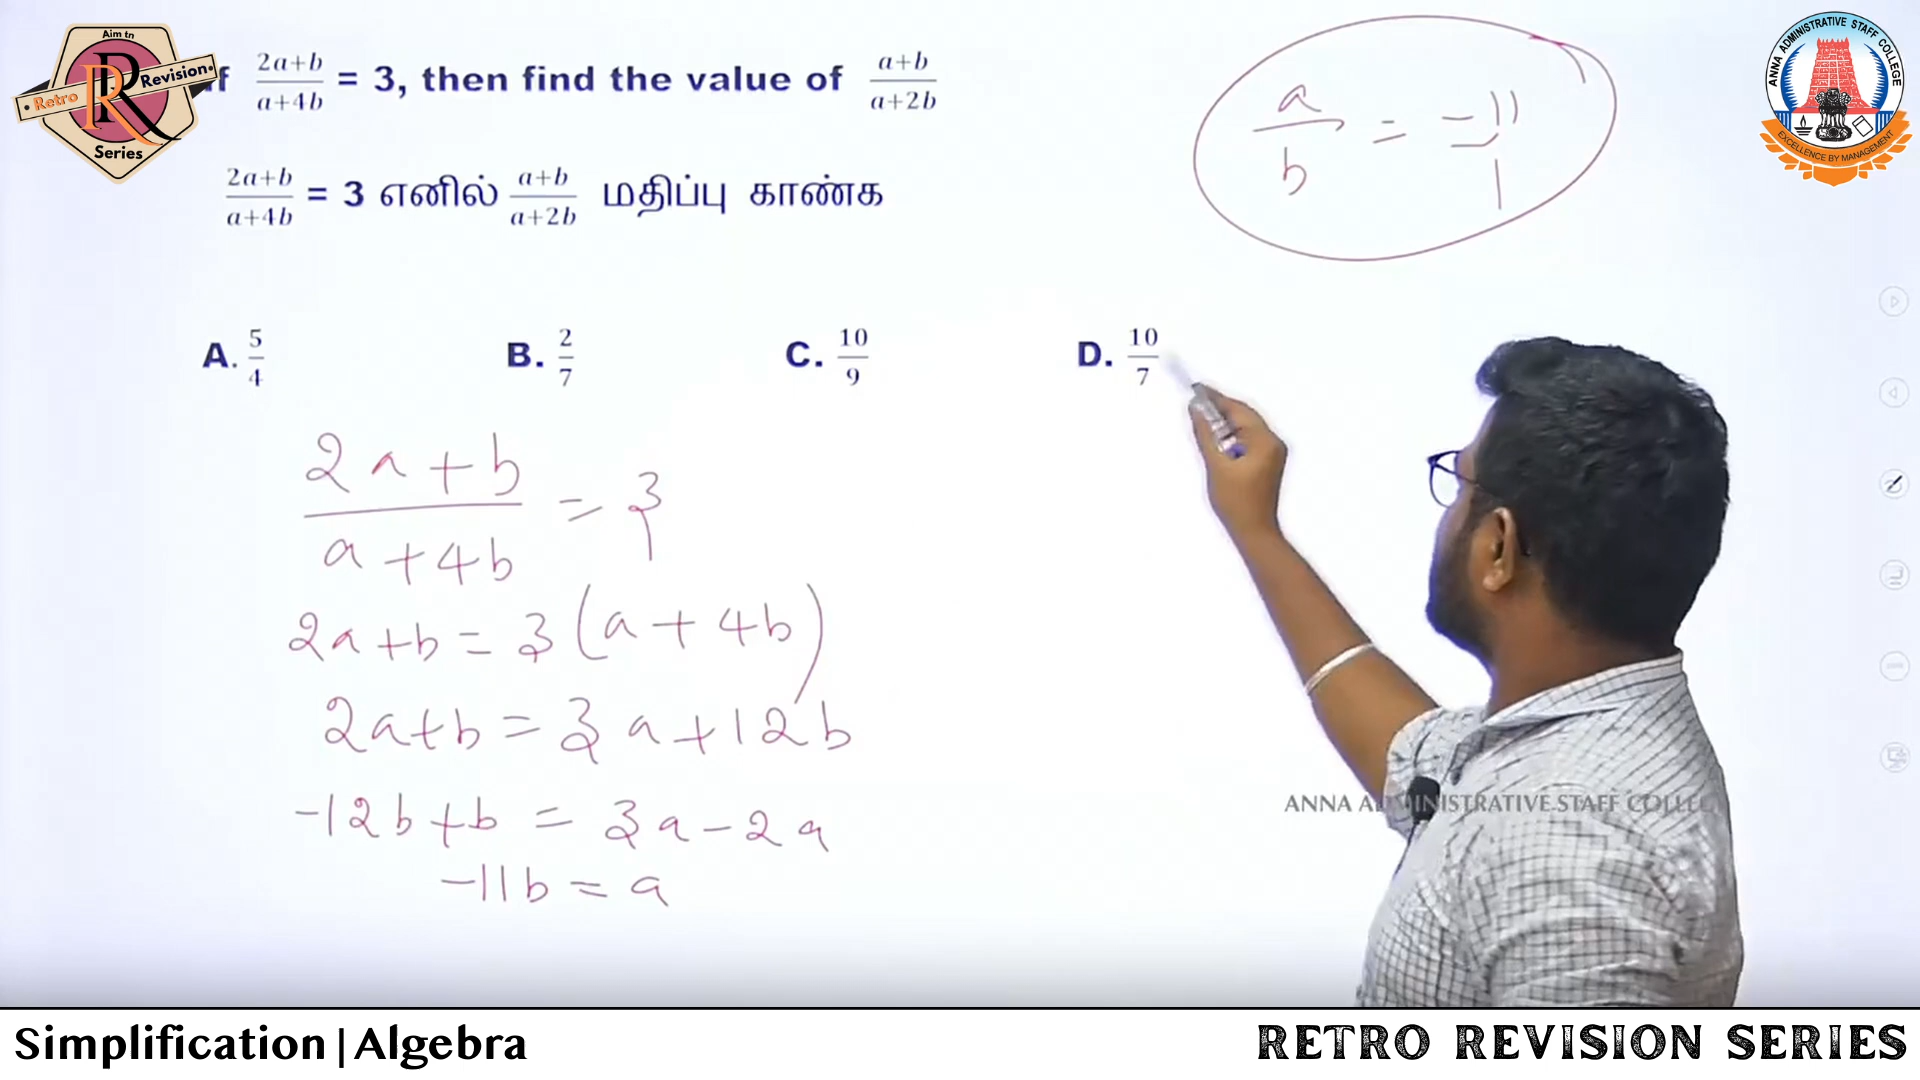 Aim tn
Retro
R
R
Revision
Series
If 2a+b/a+4b = 3, then find the value of a+b/a+2b
2a+b/a+4b = 3 எனில் a+b/a+2b மதிப்பு காண்க
a/b = -11/1
ANNA ADMINISTRATIVE STAFF COLLEGE
EXCELLENCE BY MANAGEMENT
A. 5/4
B. 2/7
C. 10/9
D. 10/7
2a+b/a+4b = 3
2a+b = 3(a+4b)
2a+b = 3a+12b
-12b+b = 3a-2a
-11b = a
ANNA ADMINISTRATIVE STAFF COLLEG
Simplification|Algebra
RETRO REVISION SERIES